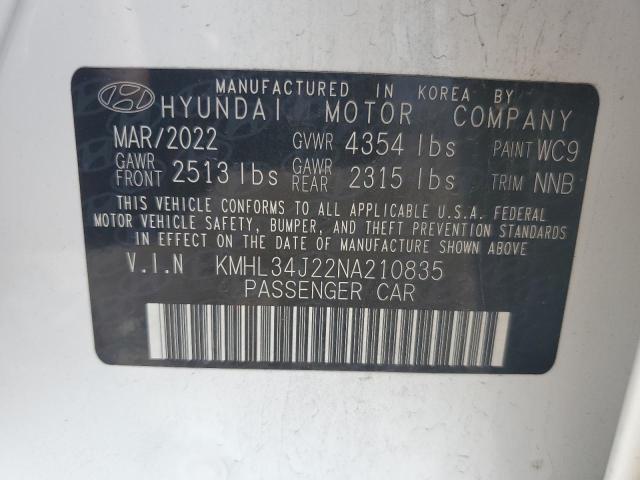 MANUFACTURED IN KOREA BY
HYUNDAI MOTOR COMPANY
MAR/2022 GVWR 4354 lbs PAINT WC9
GAWR FRONT 2513 lbs GAWR REAR 2315 lbs TRIM NNB
THIS VEHICLE CONFORMS TO ALL APPLICABLE U.S.A. FEDERAL
MOTOR VEHICLE SAFETY, BUMPER, AND THEFT PREVENTION STANDARDS
IN EFFECT ON THE DATE OF MANUFACTURE SHOWN ABOVE.
V.I.N KMHL34J22NA210835
PASSENGER CAR